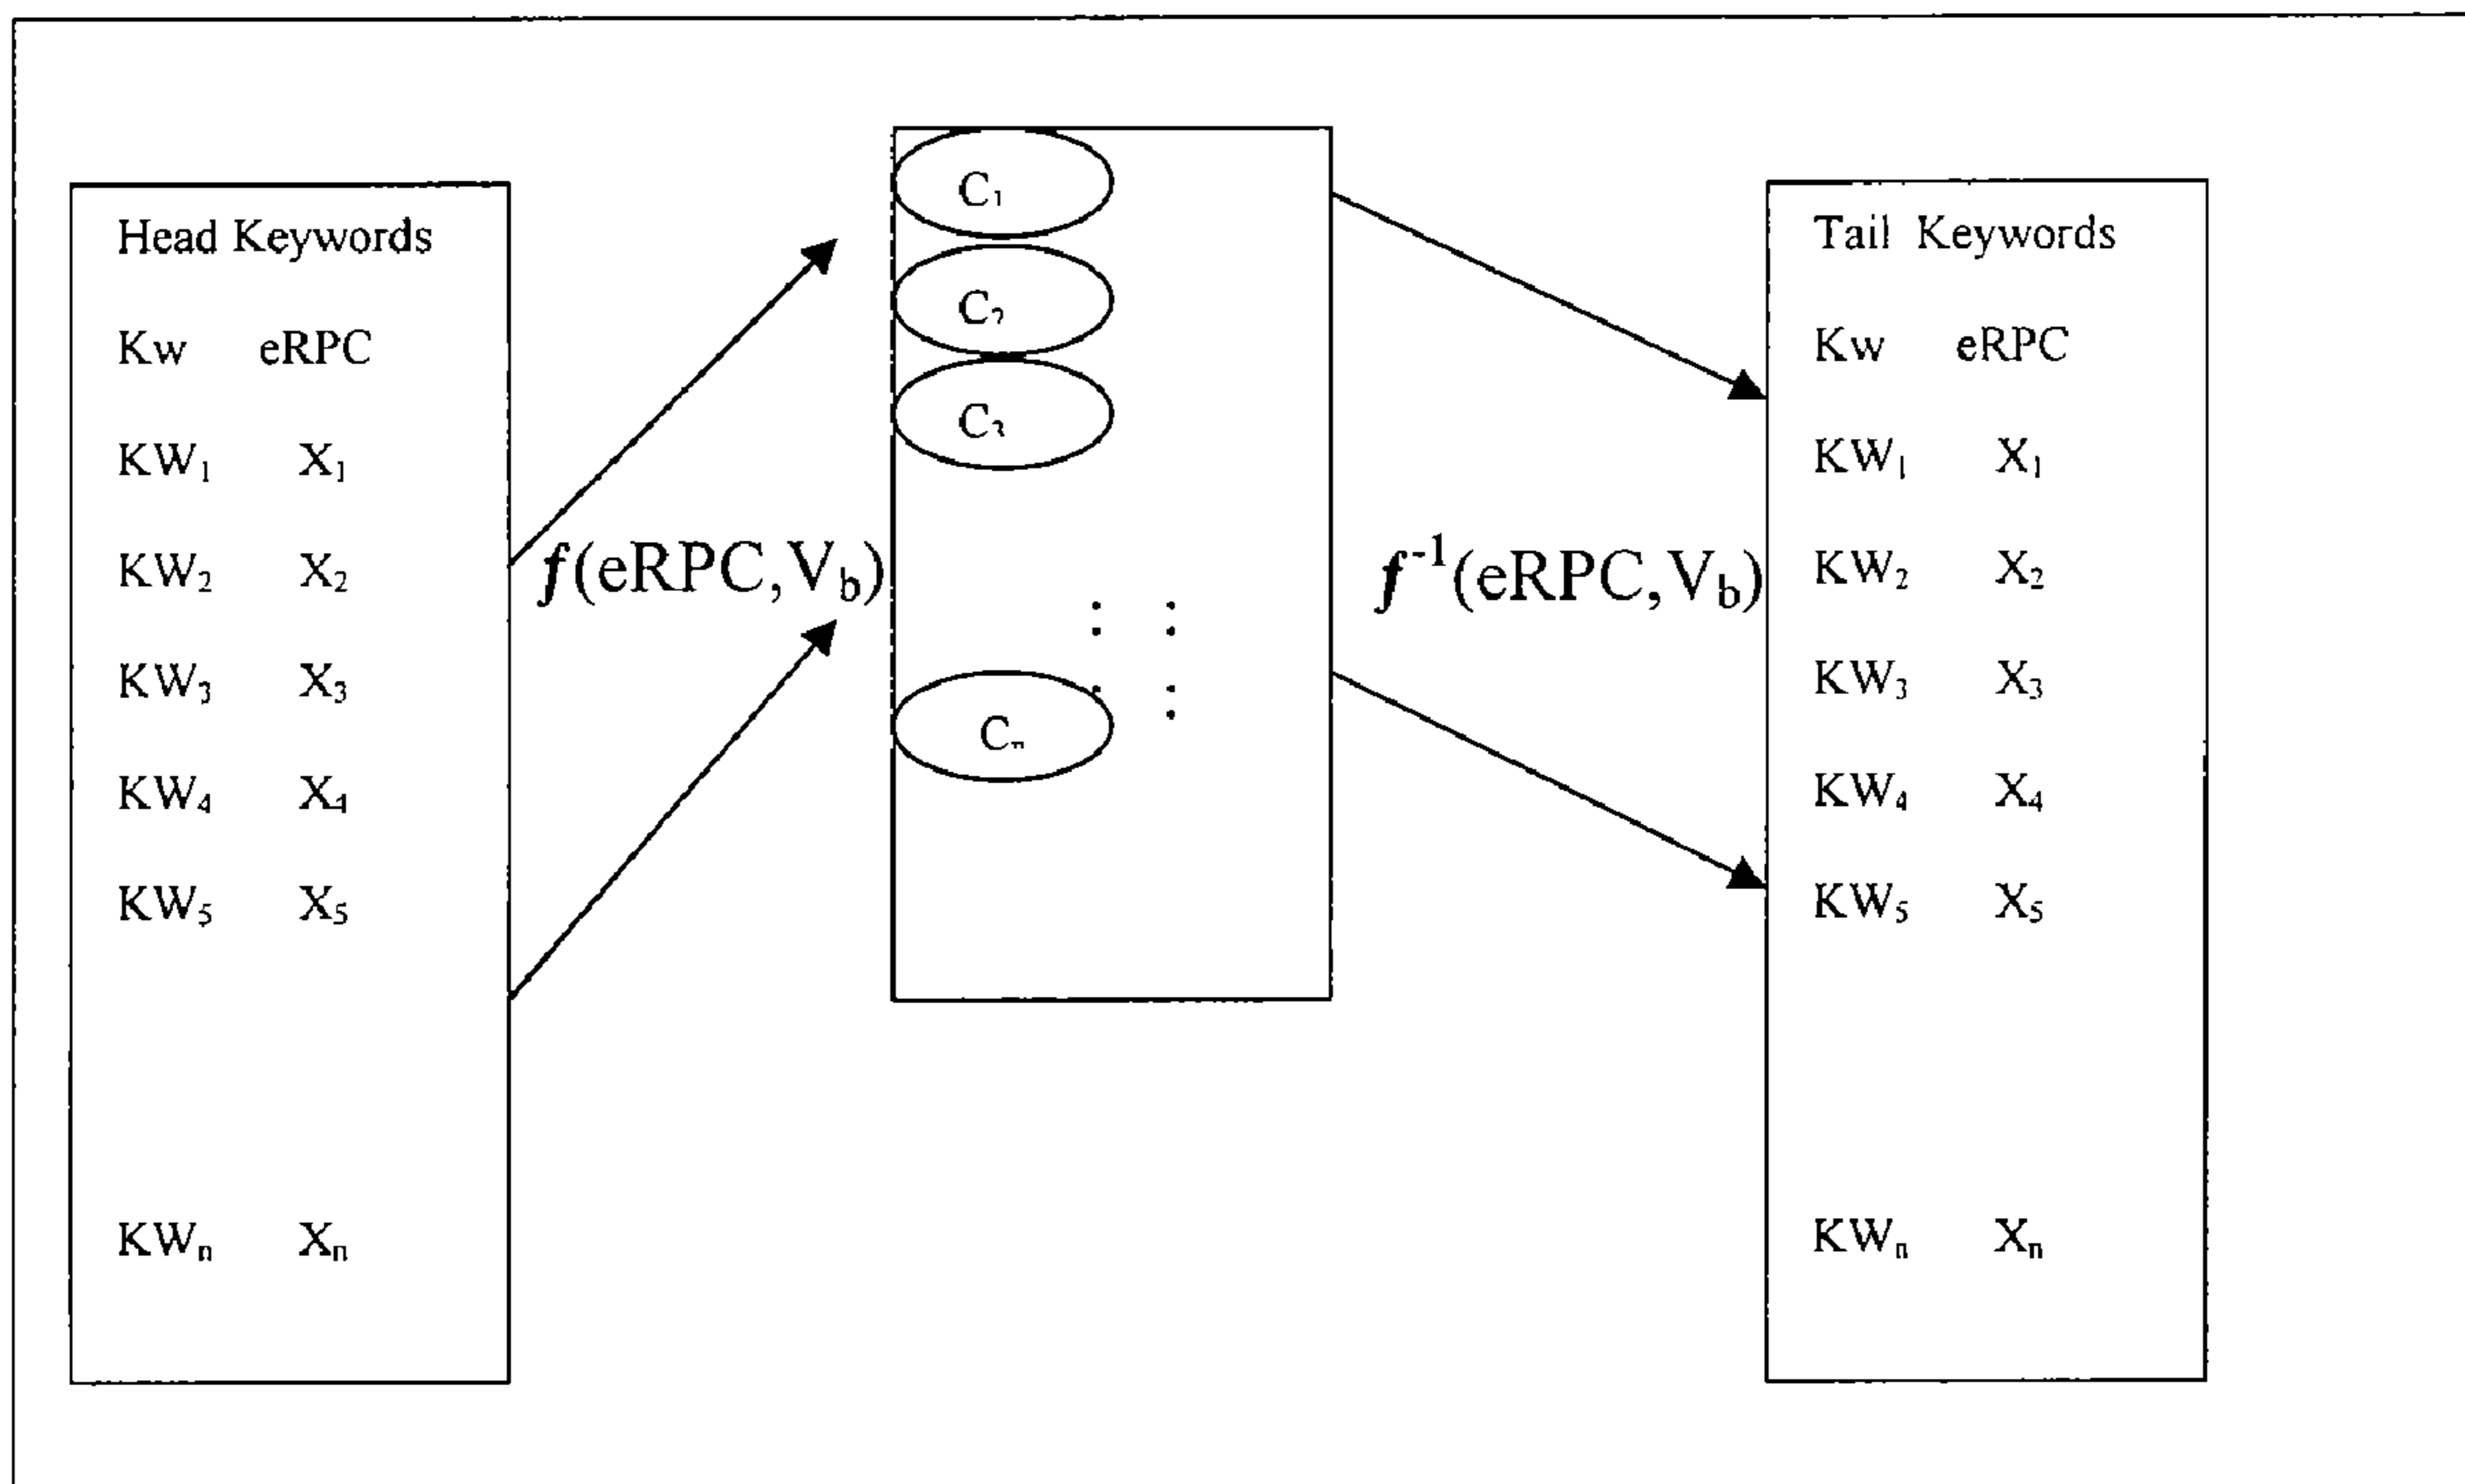 Head Keywords
Kw eRPC
KW₁ X₁
KW₂ X₂
KW₃ X₃
KW₄ X₄
KW₅ X₅
KWₙ Xₙ
f(eRPC,V_b)
C₁
C₂
C₃
Cₙ
f⁻¹(eRPC,V_b)
Tail Keywords
Kw eRPC
KW₁ X₁
KW₂ X₂
KW₃ X₃
KW₄ X₄
KW₅ X₅
KWₙ Xₙ